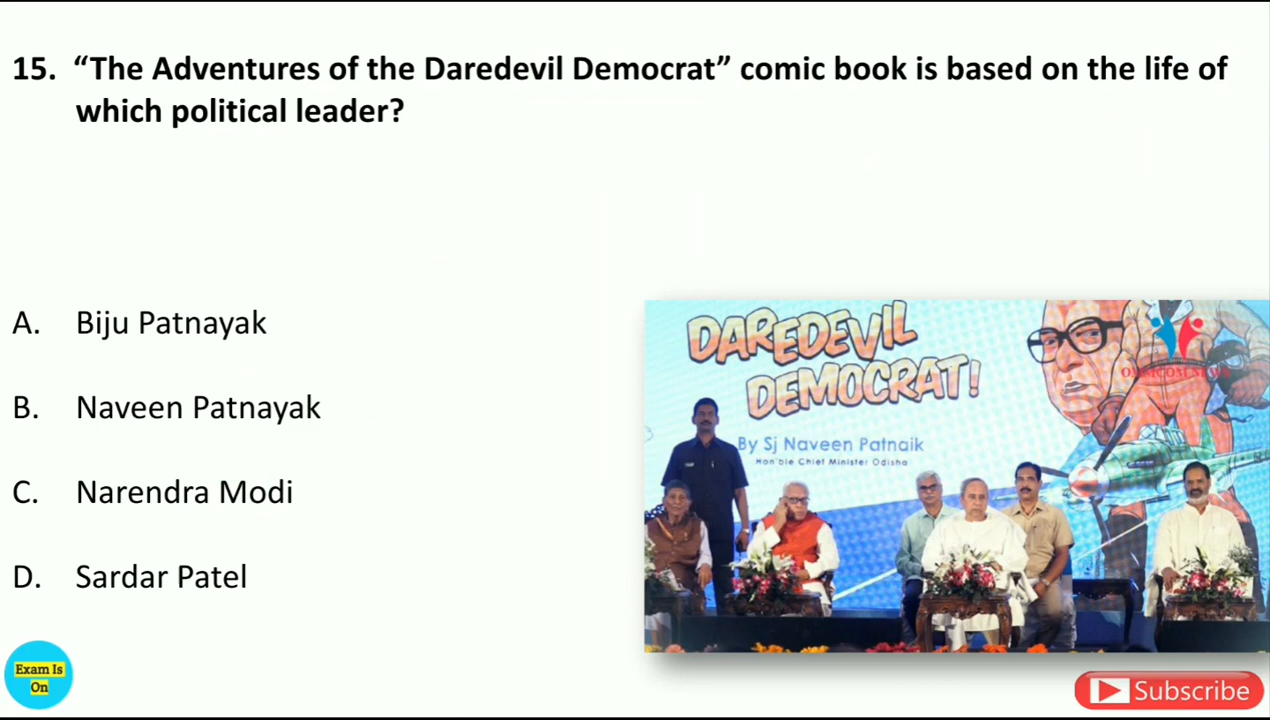 15. “The Adventures of the Daredevil Democrat” comic book is based on the life of
which political leader?
A. Biju Patnayak
B. Naveen Patnayak
C. Narendra Modi
D. Sardar Patel
DAREDEVIL
DEMOCRAT!
By Sj Naveen Patnaik
Hon'ble Chief Minister Odisha
Exam Is
On
Subscribe